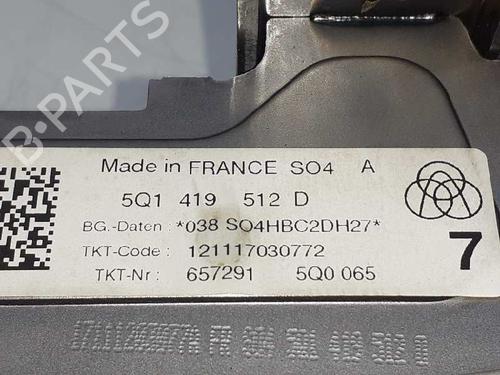 B-PARTS
Made in FRANCE SO4 A
5Q1 419 512 D
BG.-Daten : *038 SO4HBC2DH27*
TKT-Code : 121117030772
TKT-Nr : 657291 5Q0 065
7